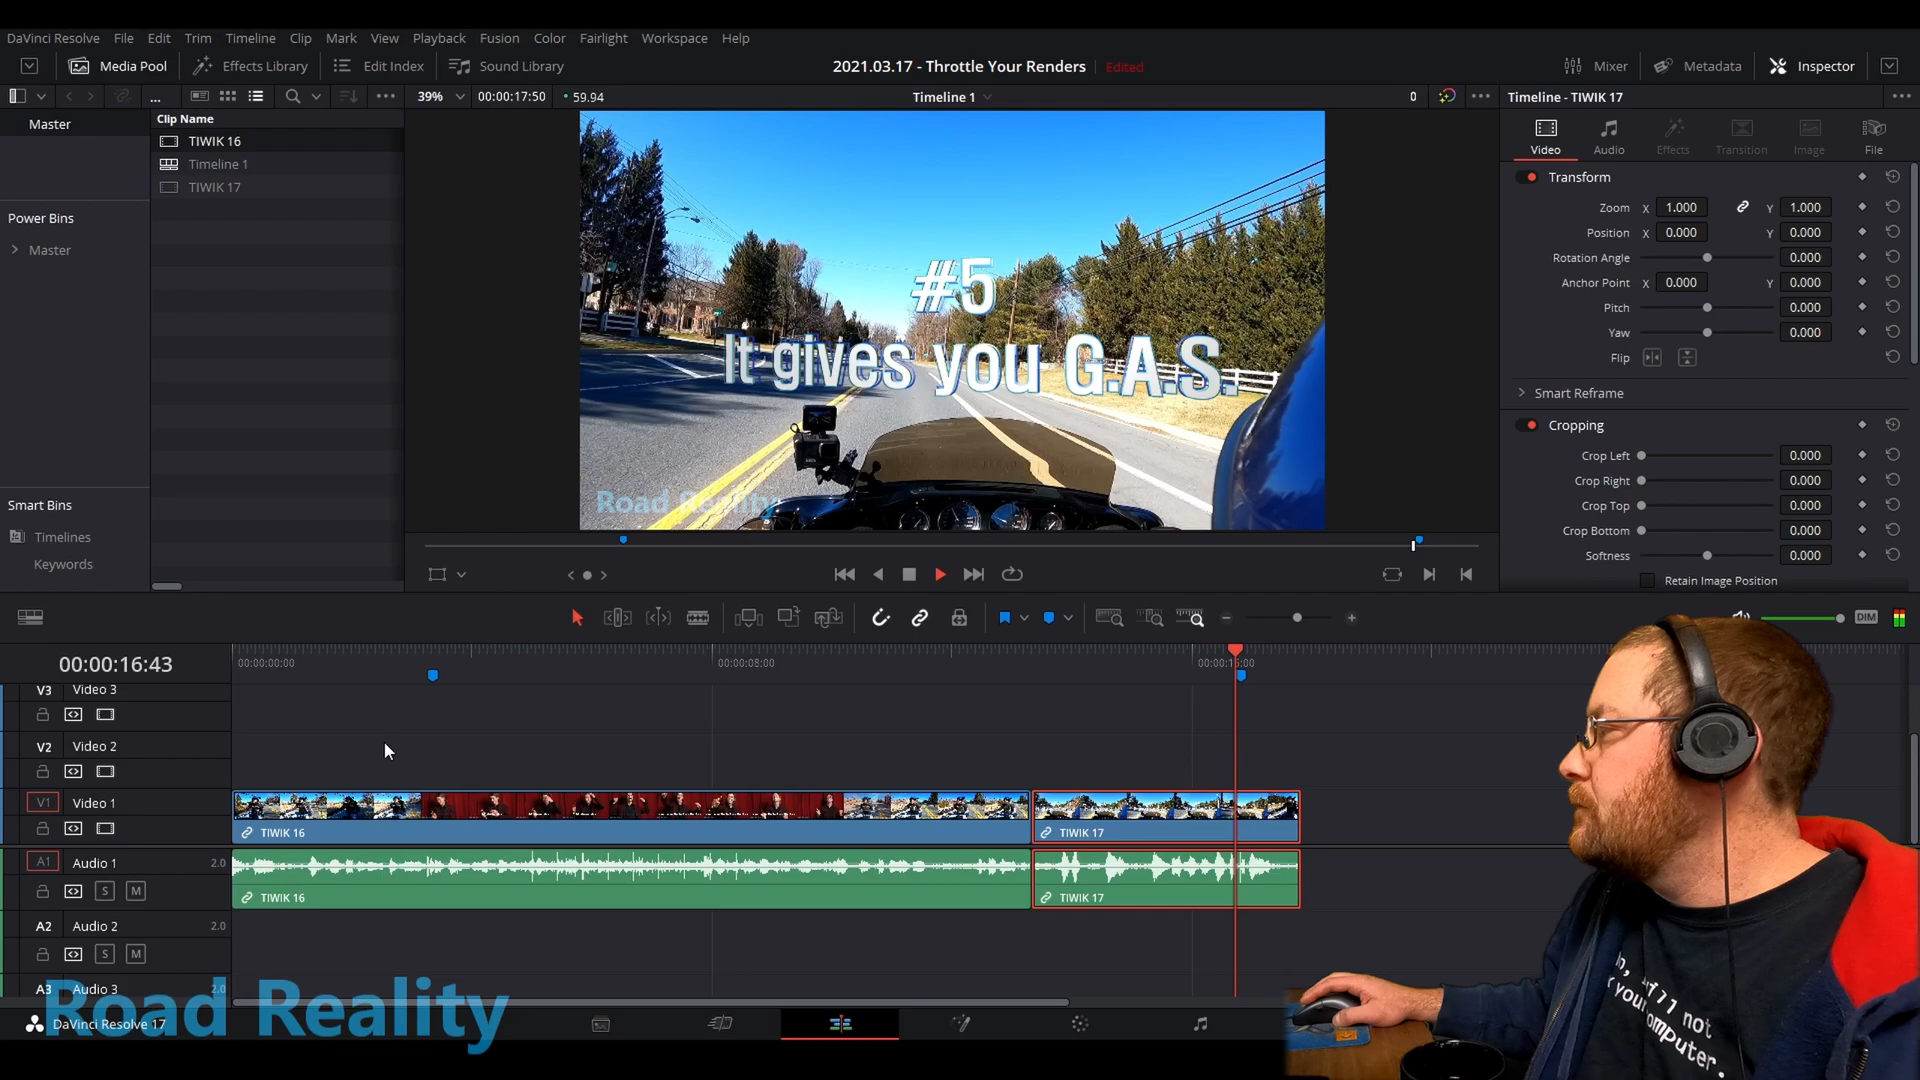 DaVinci Resolve File Edit Trim Timeline Clip Mark View Playback Fusion Color Fairlight Workspace Help
Media Pool Effects Library Edit Index Sound Library 2021.03.17 - Throttle Your Renders Edited Mixer Metadata Inspector
... 39% 00:00:17:50 59.94 Timeline 1 0 Timeline - TIWIK 17
Master
Clip Name
TIWIK 16
Timeline 1
TIWIK 17
Power Bins
Master
Smart Bins
Timelines
Keywords
#5
It gives you G.A.S.
Road Reality
Video Audio Effects Transition Image File
Transform
Zoom X 1.000 Y 1.000
Position X 0.000 Y 0.000
Rotation Angle 0.000
Anchor Point X 0.000 Y 0.000
Pitch 0.000
Yaw 0.000
Flip
Smart Reframe
Cropping
Crop Left 0.000
Crop Right 0.000
Crop Top 0.000
Crop Bottom 0.000
Softness 0.000
Retain Image Position
DIM
00:00:16:43 00:00:00:00 00:00:08:00
V3 Video 3
V2 Video 2
V1 Video 1
TIWIK 16 TIWIK 17
A1 Audio 1 2.0
S M
TIWIK 16 TIWIK 17
A2 Audio 2 2.0
S M
A3 Audio 3 2.0
Road Reality
DaVinci Resolve 17
not
your
computer.